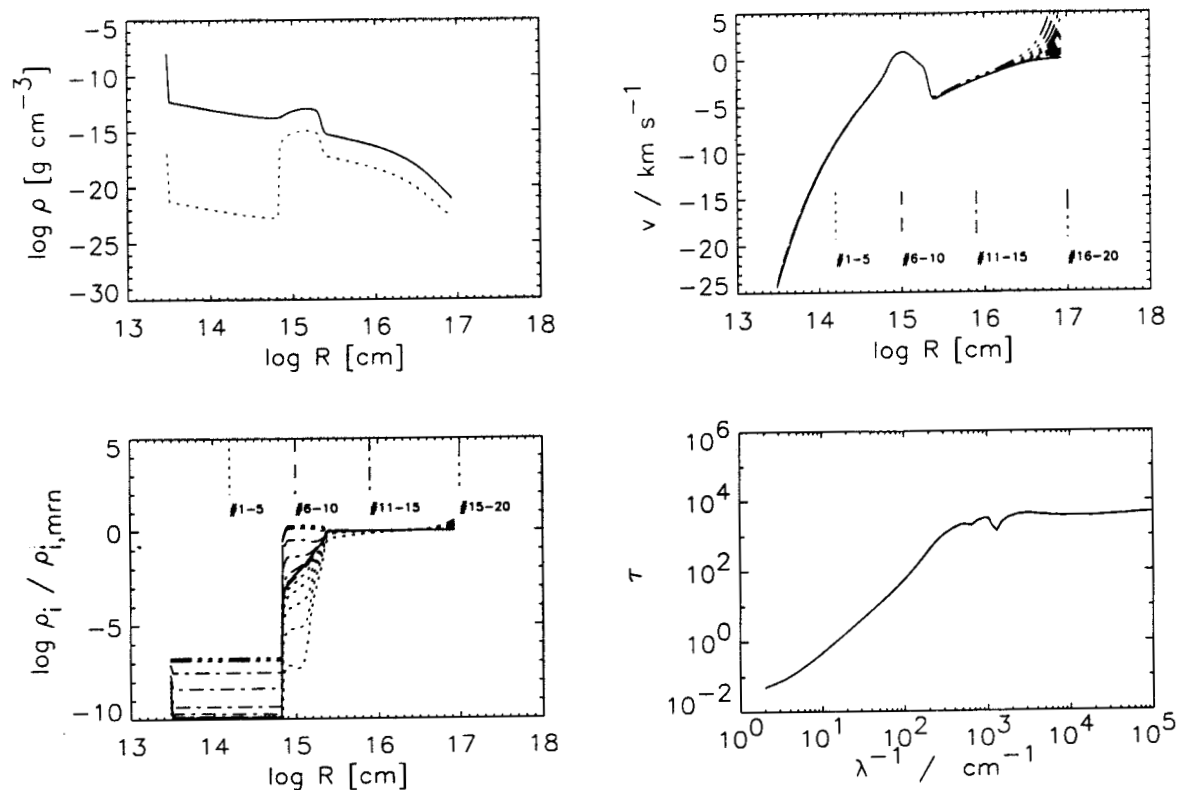 −5
−10
−15
−20
−25
−30
log ρ [g cm⁻³]
13 14 15 16 17 18
log R [cm]
5
0
−5
−10
−15
−20
−25
v / km s⁻¹
#1−5 #6−10 #11−15 #16−20
13 14 15 16 17 18
log R [cm]
5
0
−5
−10
log ρᵢ / ρᵢ,mrn
#1−5 #6−10 #11−15 #15−20
13 14 15 16 17 18
log R [cm]
10⁶
10⁴
10²
10⁰
10⁻²
τ
10⁰ 10¹ 10² 10³ 10⁴ 10⁵
λ⁻¹ / cm⁻¹